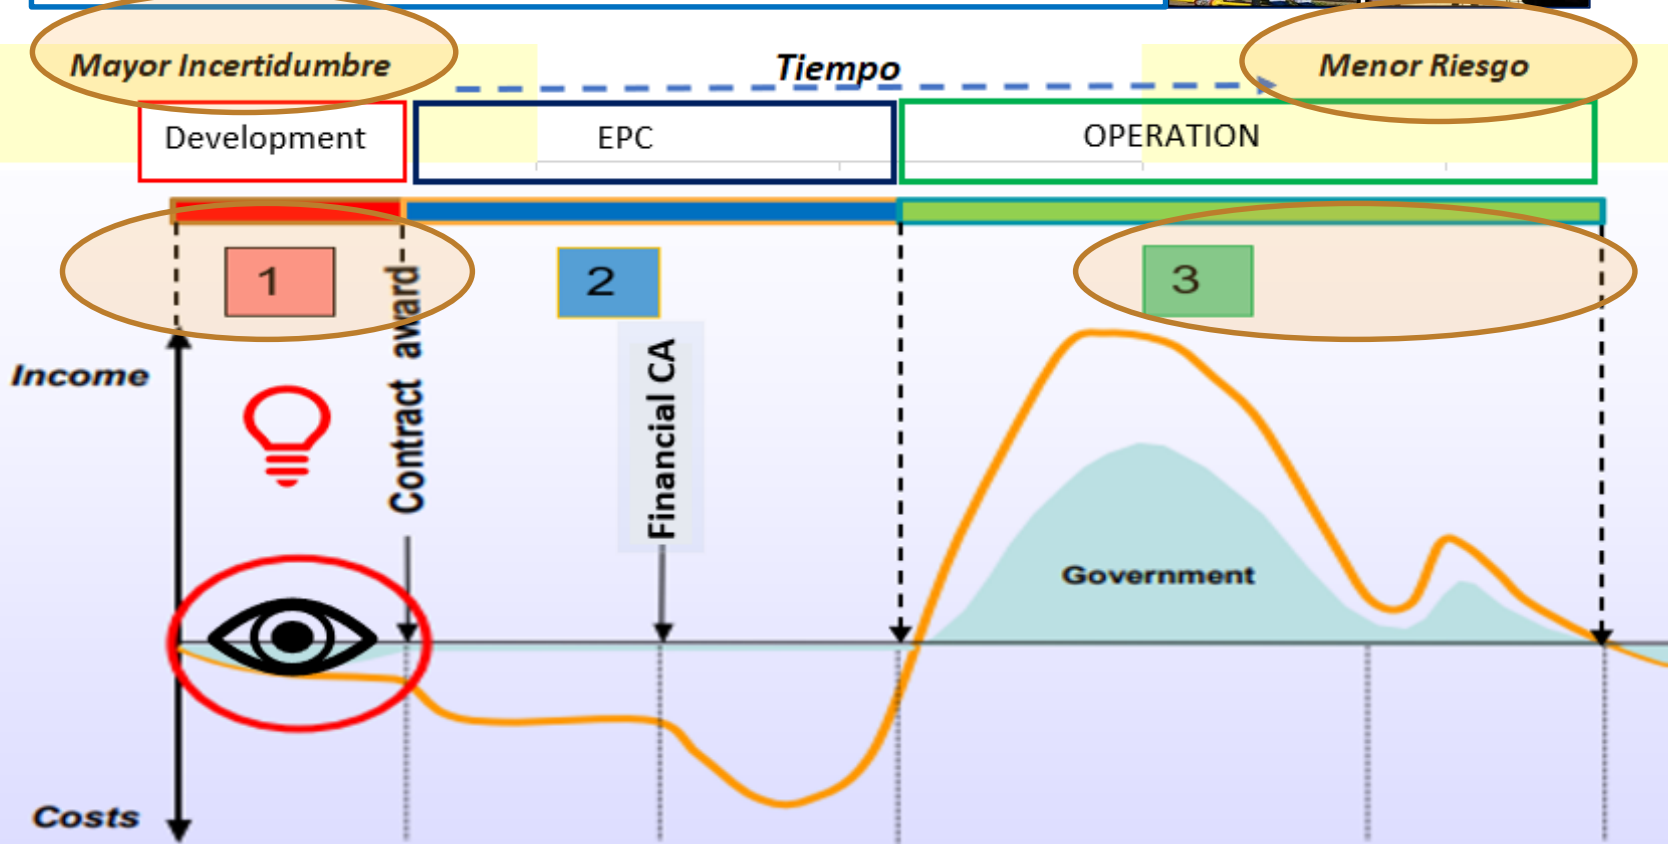 Mayor Incertidumbre
Tiempo
Menor Riesgo
Development
EPC
OPERATION
1
2
3
Contract award
Financial CA
Income
Government
Costs